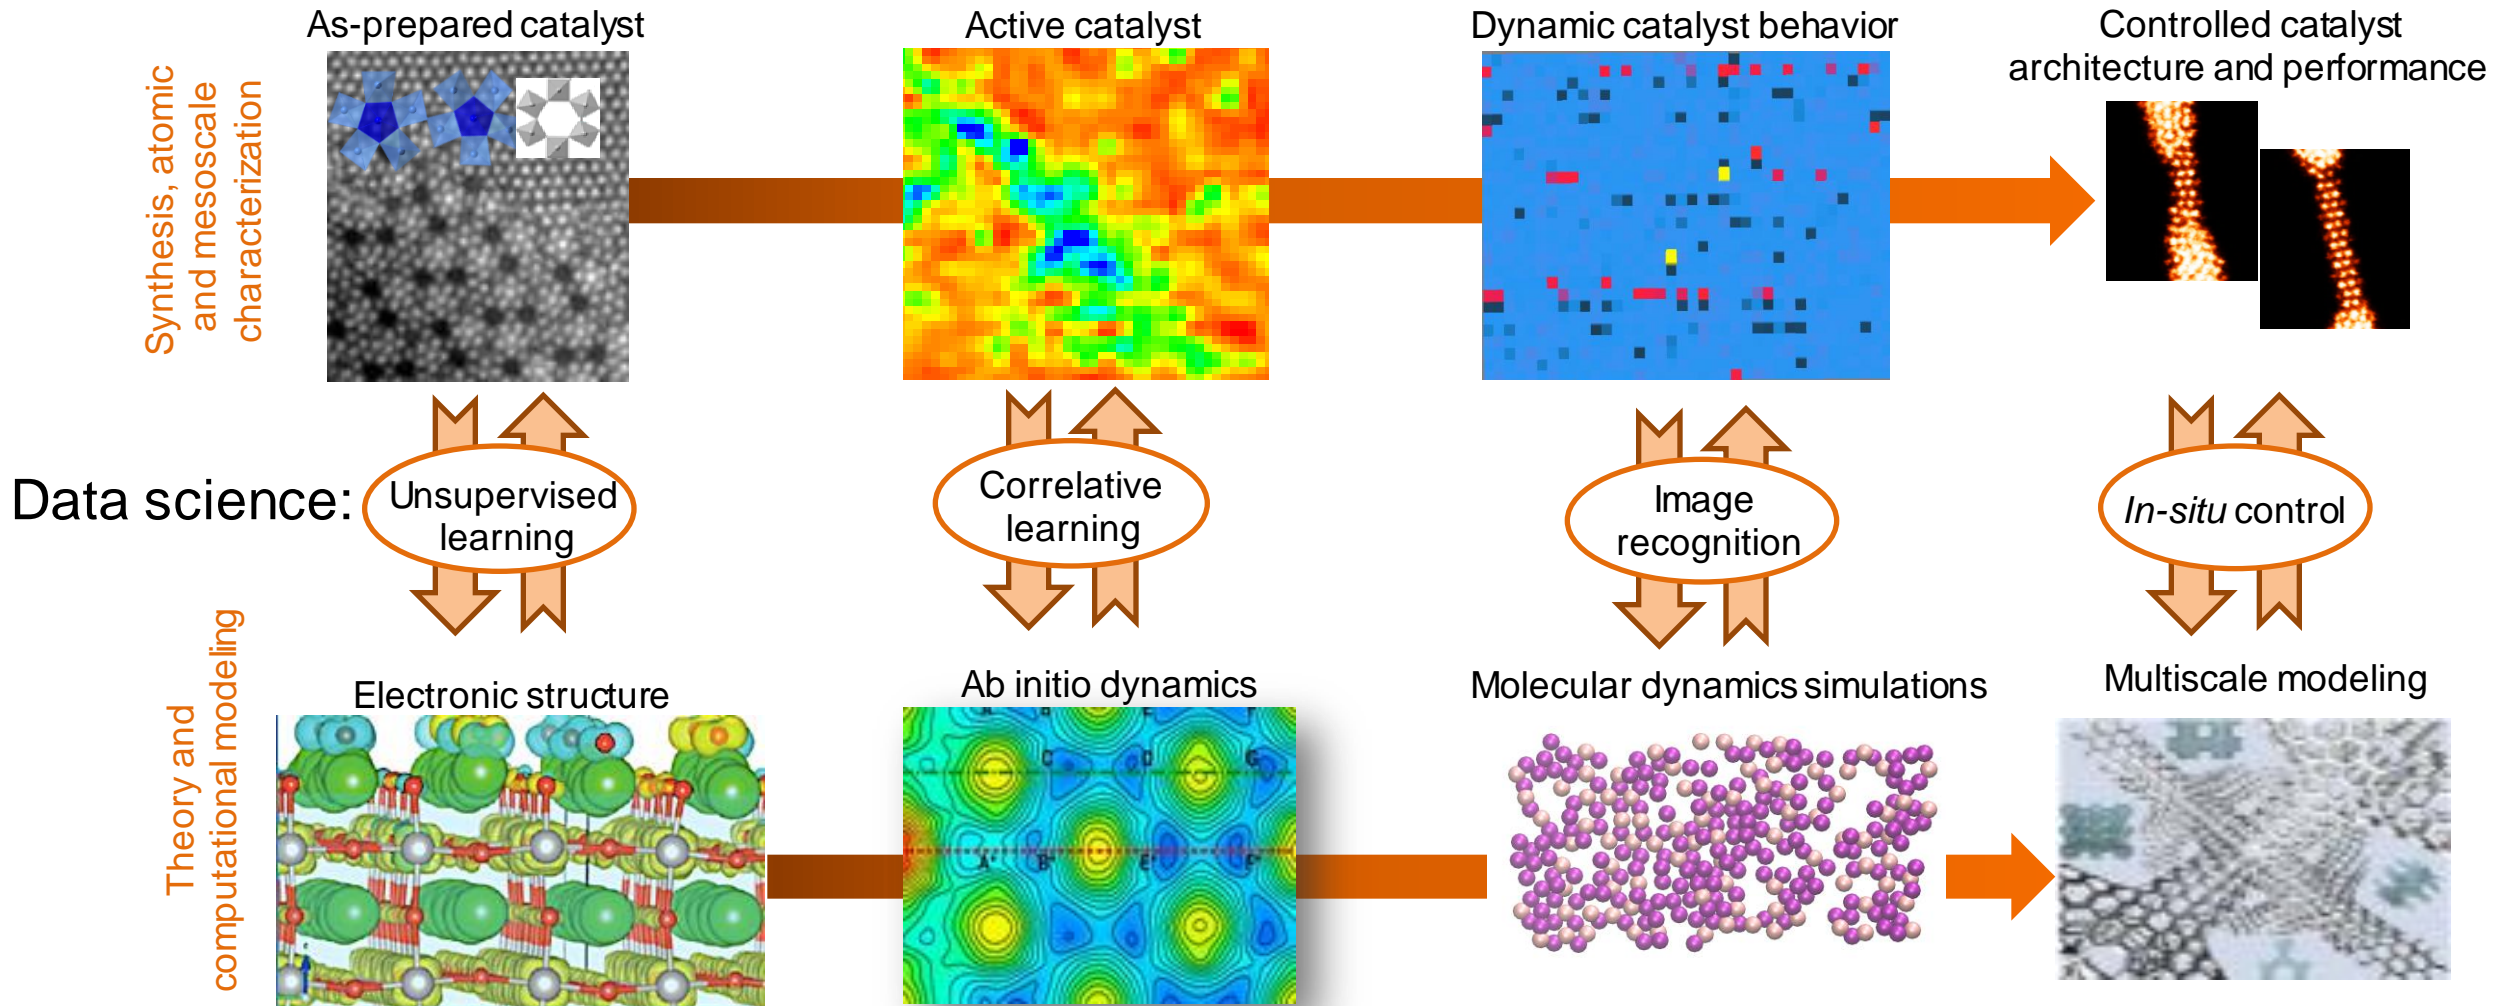 As-prepared catalyst
Active catalyst
Dynamic catalyst behavior
Controlled catalyst
architecture and performance
Synthesis, atomic
and mesoscale
characterization
Data science:
Unsupervised
learning
Correlative
learning
Image
recognition
In-situ control
Theory and
computational modeling
Electronic structure
Ab initio dynamics
Molecular dynamics simulations
Multiscale modeling
C
D
G
A'
B'
E'